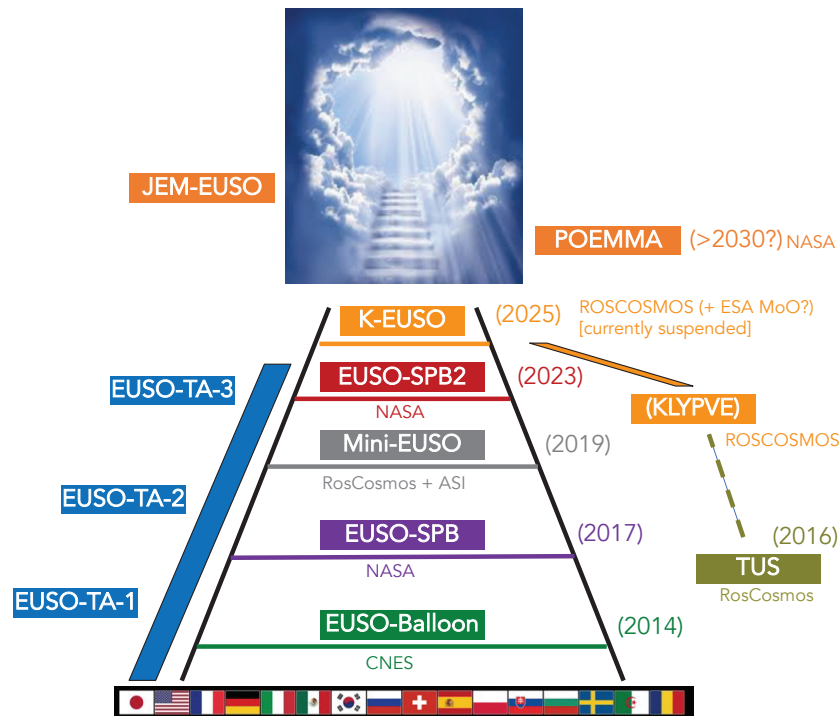 JEM-EUSO
POEMMA (>2030?) NASA
K-EUSO (2025) ROSCOSMOS (+ ESA MoO?)
[currently suspended]
EUSO-TA-3 EUSO-SPB2 (2023)
NASA
(KLYPVE)
ROSCOSMOS
Mini-EUSO (2019)
RosCosmos + ASI
EUSO-TA-2
EUSO-SPB (2017)
NASA
(2016)
TUS
RosCosmos
EUSO-TA-1
EUSO-Balloon (2014)
CNES